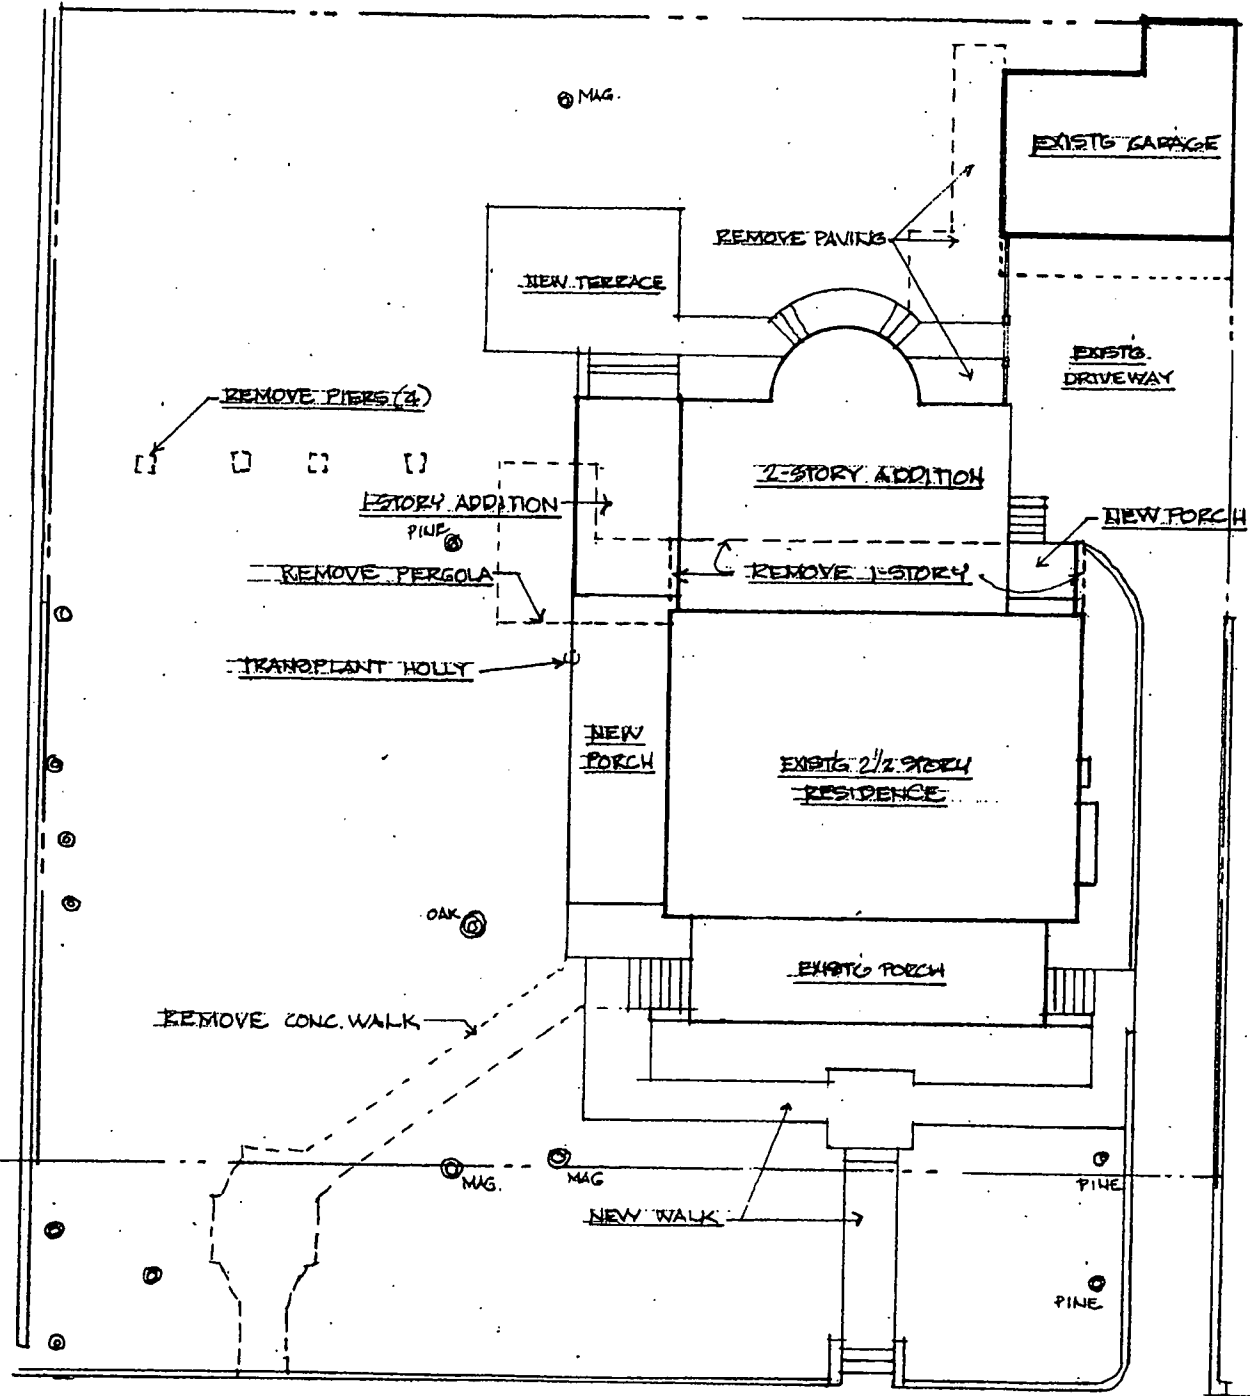 MAG.
EXIST'G GARAGE
REMOVE PAVING
NEW TERRACE
EXIST'G.
DRIVEWAY
REMOVE PIERS (4)
2-STORY ADDITION
1-STORY ADDITION
NEW PORCH
PINE
REMOVE PERGOLA
REMOVE 1-STORY
TRANSPLANT HOLLY
NEW
PORCH
EXIST'G 2 1/2 STORY
RESIDENCE
OAK
EXIST'G PORCH
REMOVE CONC. WALK
MAG.
MAG
PINE
NEW WALK
PINE